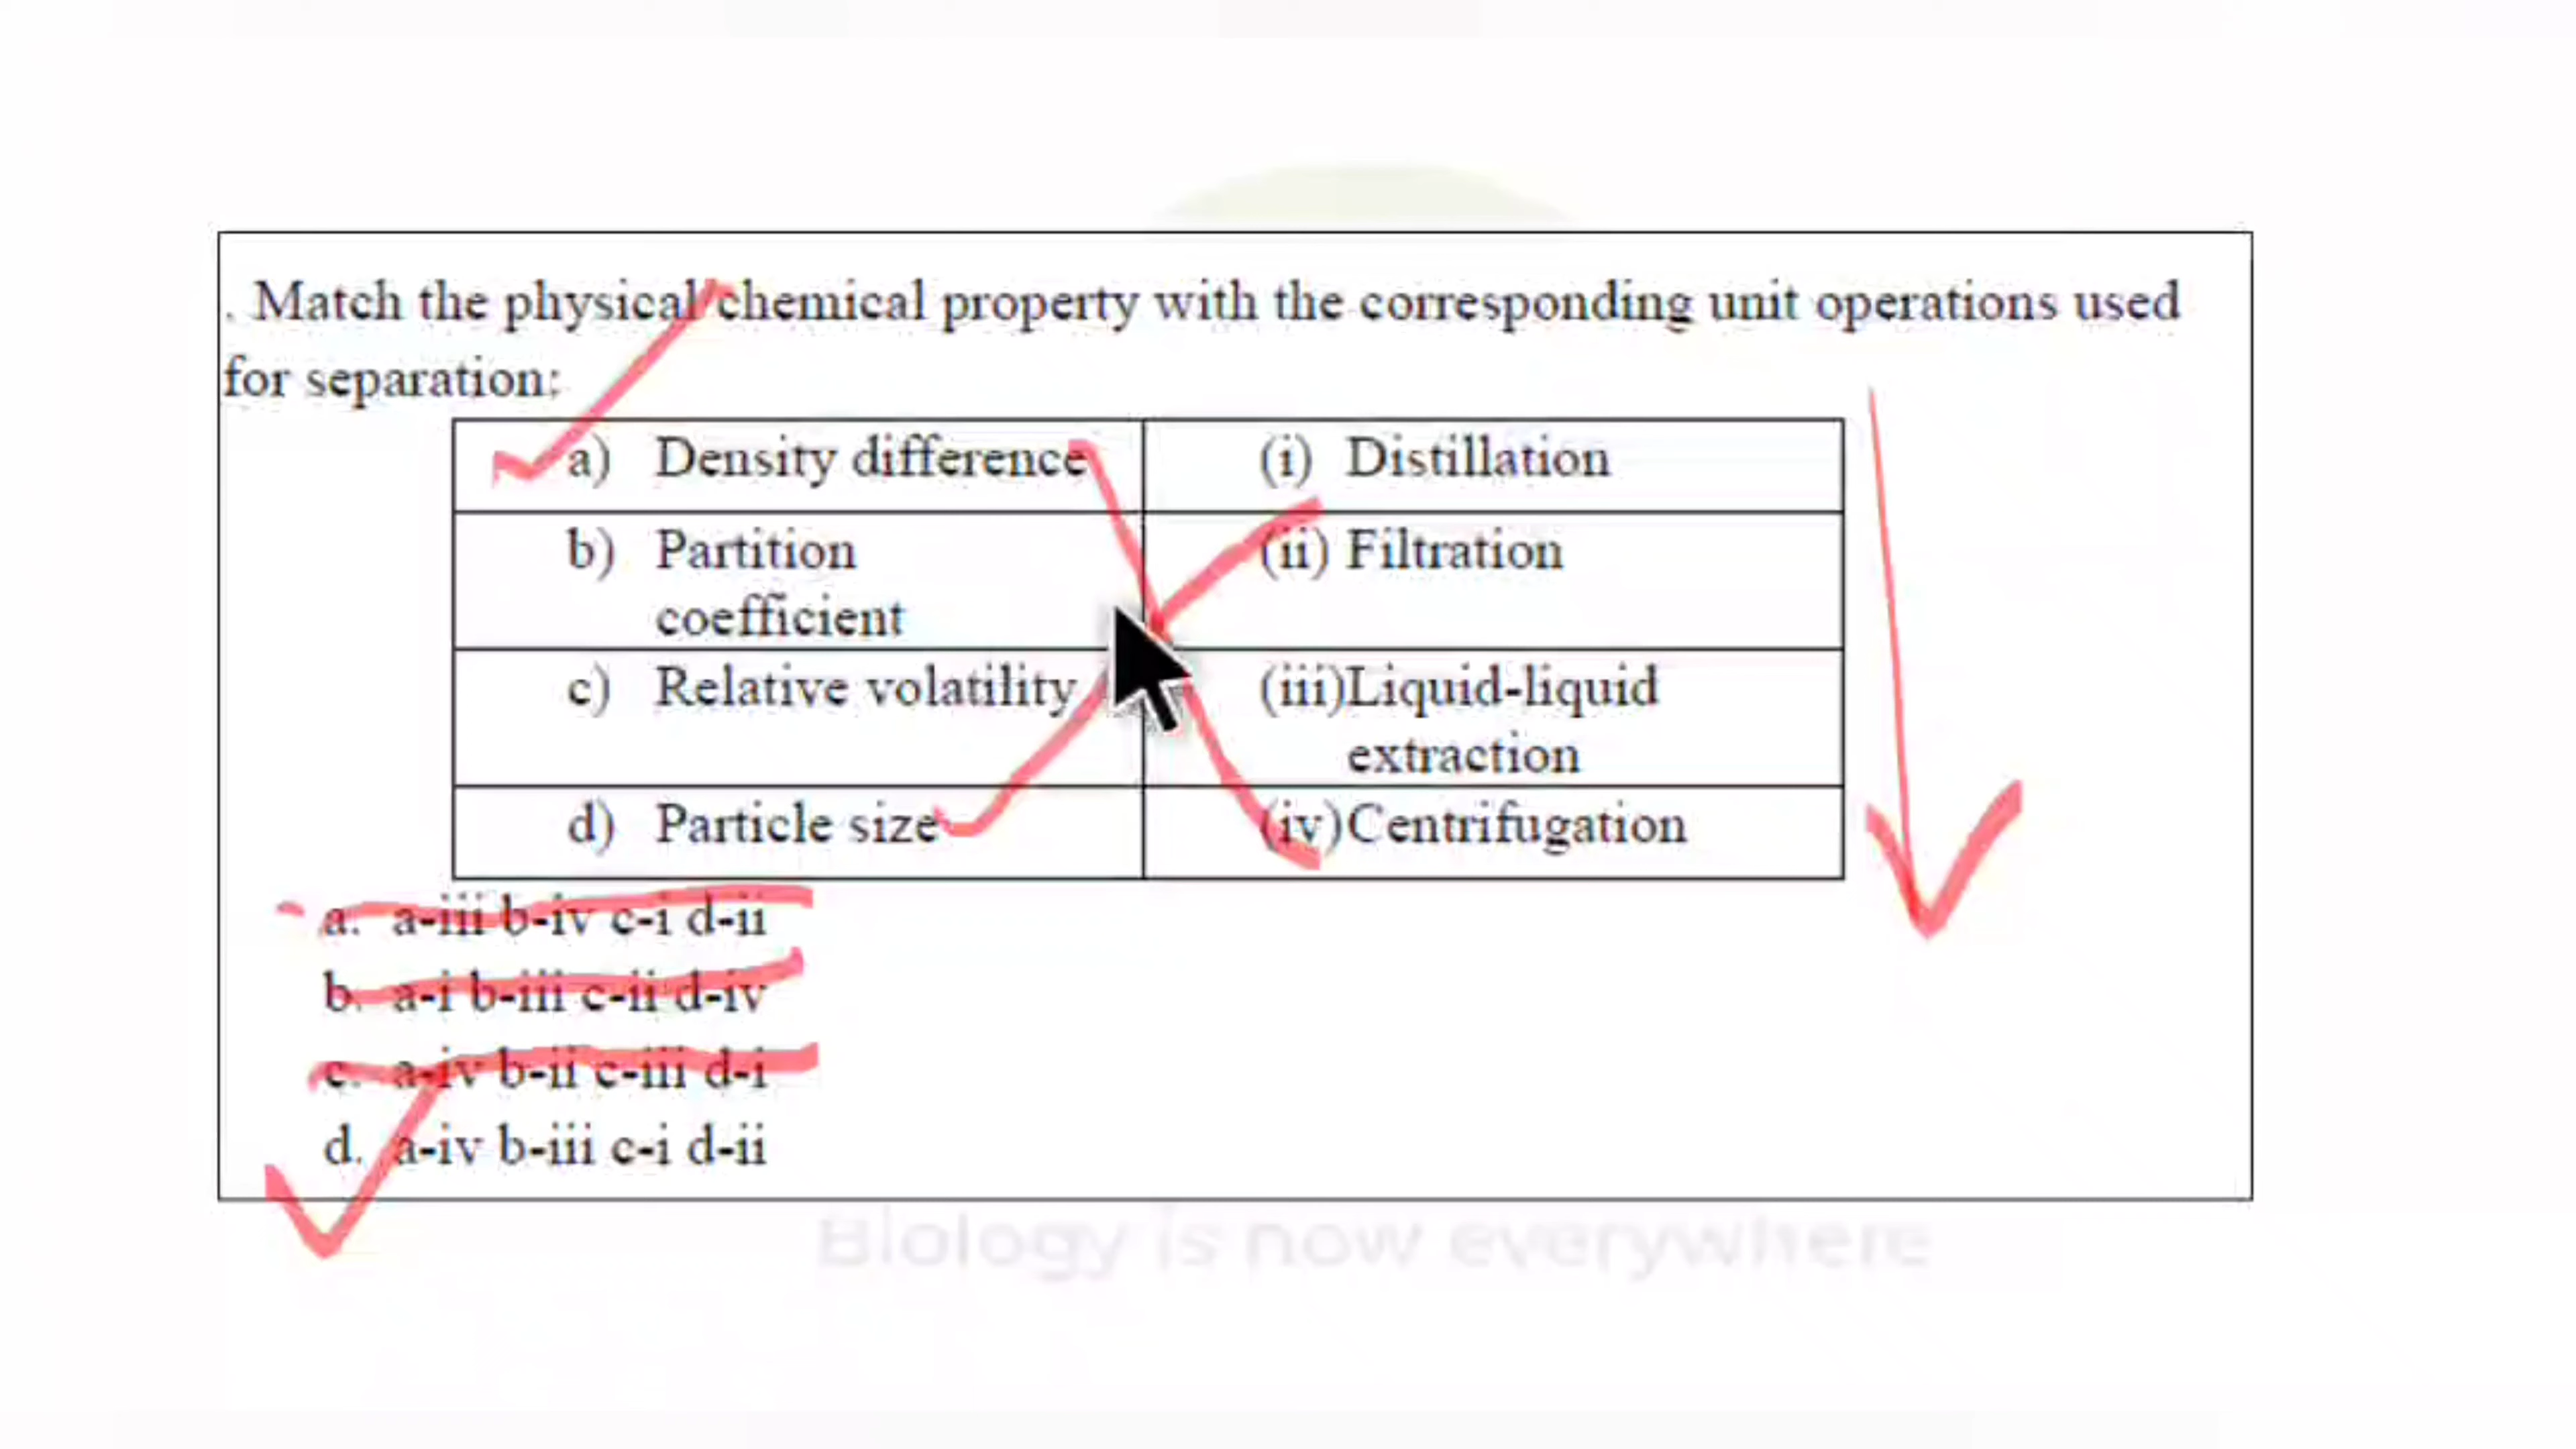 . Match the physical/chemical property with the corresponding unit operations used
for separation:
a) Density difference (i) Distillation
b) Partition coefficient (ii) Filtration
c) Relative volatility (iii)Liquid-liquid extraction
d) Particle size (iv)Centrifugation
a. a-iii b-iv c-i d-ii
b. a-i b-iii c-ii d-iv
c. a-iv b-ii c-iii d-i
d. a-iv b-iii c-i d-ii
Biology is now everywhere